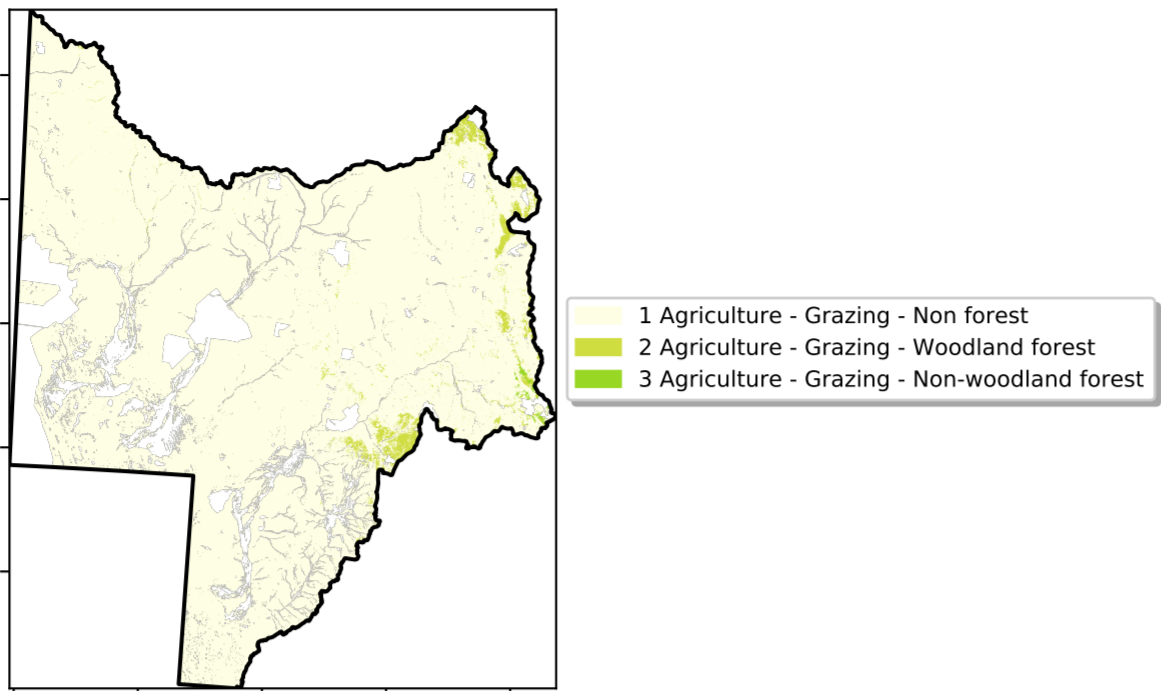 1 Agriculture - Grazing - Non forest
2 Agriculture - Grazing - Woodland forest
3 Agriculture - Grazing - Non-woodland forest